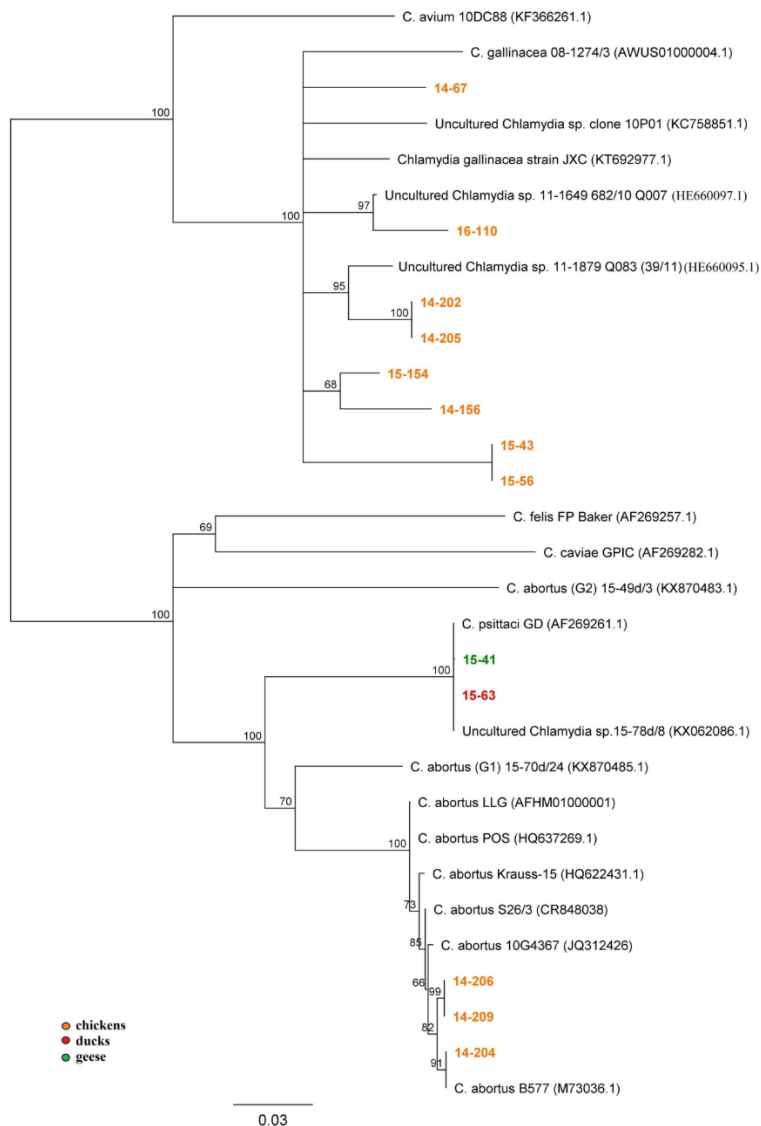 C. avium 10DC88 (KF366261.1)
C. gallinacea 08-1274/3 (AWUS01000004.1)
14-67
100
Uncultured Chlamydia sp. clone 10P01 (KC758851.1)
Chlamydia gallinacea strain JXC (KT692977.1)
Uncultured Chlamydia sp. 11-1649 682/10 Q007 (HE660097.1)
97
100
16-110
Uncultured Chlamydia sp. 11-1879 Q083 (39/11) (HE660095.1)
95
14-202
100
14-205
15-154
68
14-156
15-43
15-56
C. felis FP Baker (AF269257.1)
69
C. caviae GPIC (AF269282.1)
C. abortus (G2) 15-49d/3 (KX870483.1)
100
C. psittaci GD (AF269261.1)
15-41
100
15-63
Uncultured Chlamydia sp.15-78d/8 (KX062086.1)
100
C. abortus (G1) 15-70d/24 (KX870485.1)
70
C. abortus LLG (AFHM01000001)
C. abortus POS (HQ637269.1)
100
C. abortus Krauss-15 (HQ622431.1)
73
C. abortus S26/3 (CR848038)
85
C. abortus 10G4367 (JQ312426)
66
14-206
99
14-209
82
14-204
91
C. abortus B577 (M73036.1)
chickens
ducks
geese
0.03